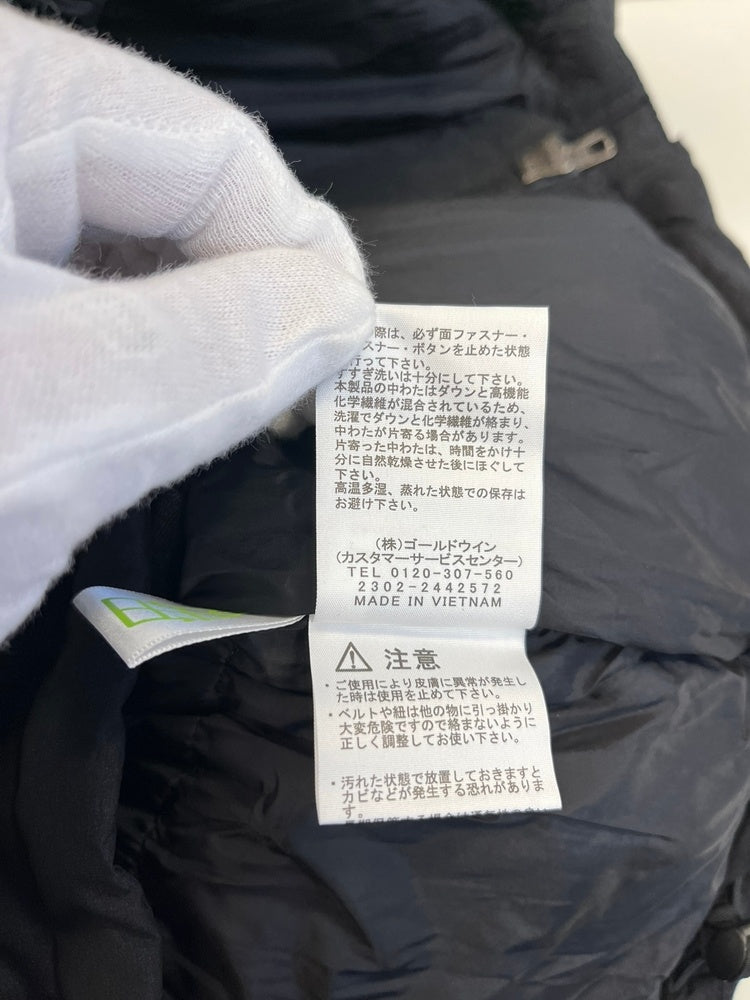 際は、必ず面ファスナー・
スナー・ボタンを止めた状態
行って下さい。
すすぎ洗いは十分にして下さい。
本製品の中わたはダウンと高機能
化学繊維が混合されているため、
洗濯でダウンと化学繊維が絡まり、
中わたが片寄る場合があります。
片寄った中わたは、時間をかけ十
分に自然乾燥させた後にほぐして
下さい。
高温多湿、蒸れた状態での保存は
お避け下さい。
(株)ゴールドウイン
(カスタマーサービスセンター)
TEL 0120-307-560
2302-2442572
MADE IN VIETNAM
⚠ 注意
・ご使用により皮膚に異常が発生し
た時は使用を止めて下さい。
・ベルトや紐は他の物に引っ掛かり
大変危険ですので絡まないように
正しく調整してお使い下さい。
・汚れた状態で放置しておきますと
カビなどが発生する恐れがありま
す。